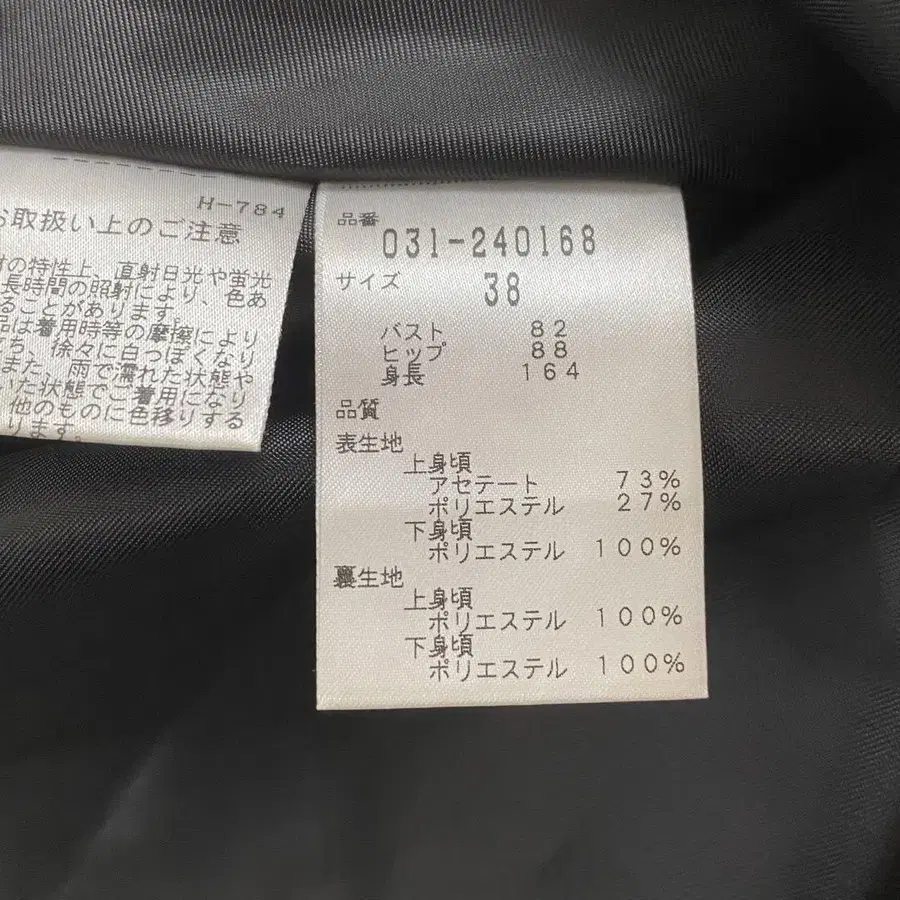 H-784
お取扱い上のご注意
の特性上、直射日光や蛍光
長時間の照射により、色あ
ることがあります。
品は着用時等の摩擦により
ち、徐々に白っぽくなり
また、雨で濡れた状態や
いた状態でご着用になり
他のものに色移りする
ります。
品番
031-240168
サイズ 38
バスト 82
ヒップ 88
身長 164
品質
表生地
上身頃
アセテート 73%
ポリエステル 27%
下身頃
ポリエステル 100%
裏生地
上身頃
ポリエステル 100%
下身頃
ポリエステル 100%